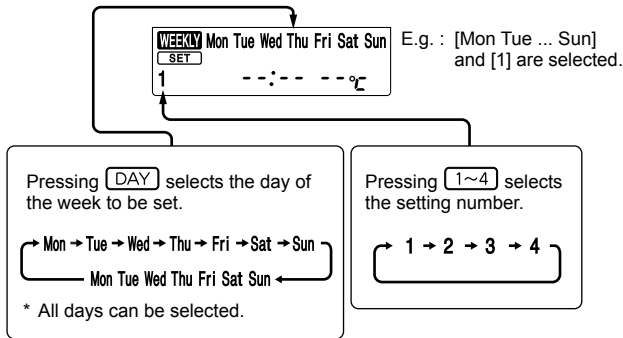 WEEKLY Mon Tue Wed Thu Fri Sat Sun
SET
1 --:-- --°C
E.g. : [Mon Tue ... Sun]
and [1] are selected.
Pressing DAY selects the day of
the week to be set.
Mon → Tue → Wed → Thu → Fri → Sat → Sun
Mon Tue Wed Thu Fri Sat Sun
* All days can be selected.
Pressing 1~4 selects
the setting number.
1 → 2 → 3 → 4